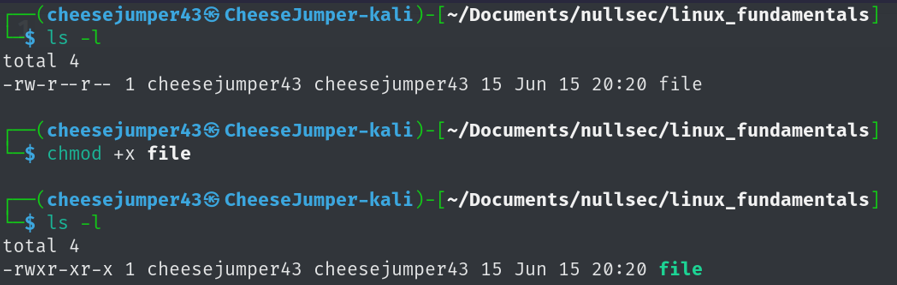 ┌──(cheesejumper43㉿CheeseJumper-kali)-[~/Documents/nullsec/linux_fundamentals]
└─$ ls -l
total 4
-rw-r--r-- 1 cheesejumper43 cheesejumper43 15 Jun 15 20:20 file
┌──(cheesejumper43㉿CheeseJumper-kali)-[~/Documents/nullsec/linux_fundamentals]
└─$ chmod +x file
┌──(cheesejumper43㉿CheeseJumper-kali)-[~/Documents/nullsec/linux_fundamentals]
└─$ ls -l
total 4
-rwxr-xr-x 1 cheesejumper43 cheesejumper43 15 Jun 15 20:20 file